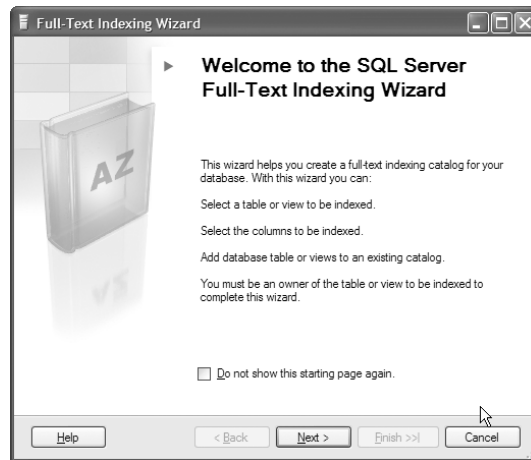 Full-Text Indexing Wizard
Welcome to the SQL Server
Full-Text Indexing Wizard
AZ
This wizard helps you create a full-text indexing catalog for your
database. With this wizard you can:
Select a table or view to be indexed.
Select the columns to be indexed.
Add database table or views to an existing catalog.
You must be an owner of the table or view to be indexed to
complete this wizard.
Do not show this starting page again.
Help
< Back
Next >
Finish >>|
Cancel